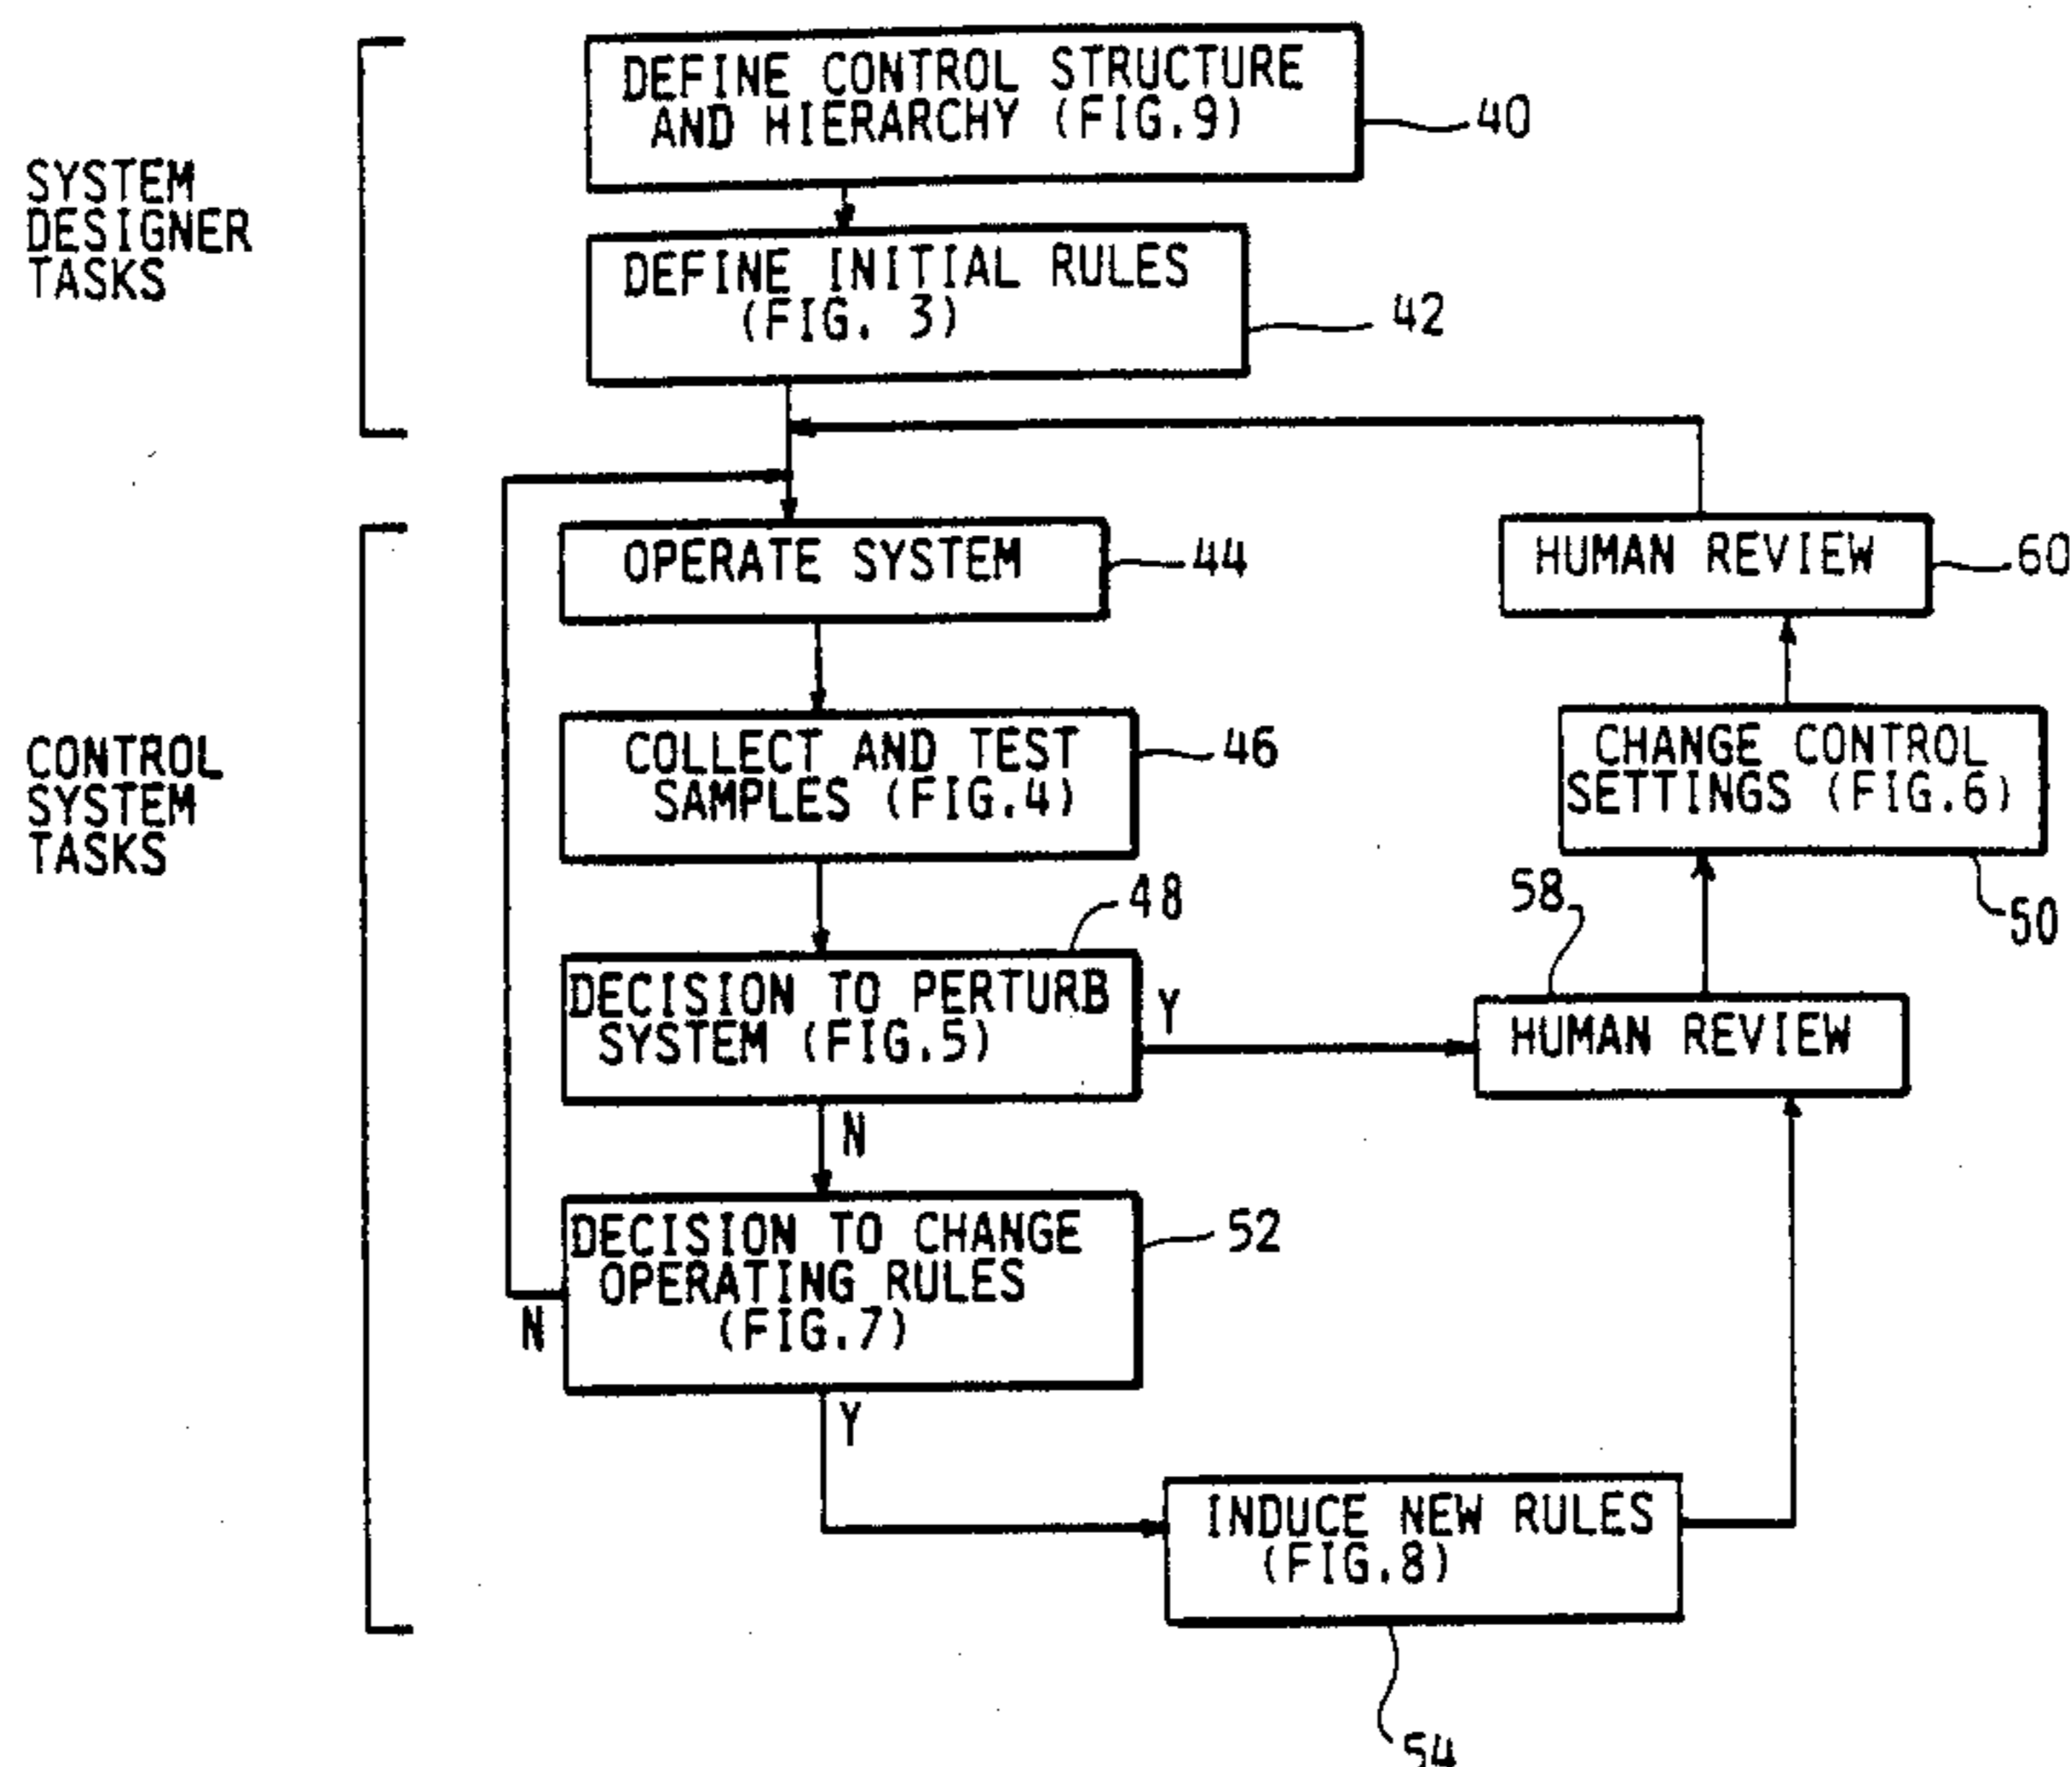 DEFINE CONTROL STRUCTURE
AND HIERARCHY (FIG.9)
40
SYSTEM
DESIGNER
TASKS
DEFINE INITIAL RULES
(FIG. 3)
42
OPERATE SYSTEM
44
HUMAN REVIEW
60
CONTROL
SYSTEM
TASKS
COLLECT AND TEST
SAMPLES (FIG.4)
46
CHANGE CONTROL
SETTINGS (FIG.6)
50
48
58
DECISION TO PERTURB
SYSTEM (FIG.5)
Y
HUMAN REVIEW
N
DECISION TO CHANGE
OPERATING RULES
(FIG.7)
52
N
Y
INDUCE NEW RULES
(FIG.8)
54